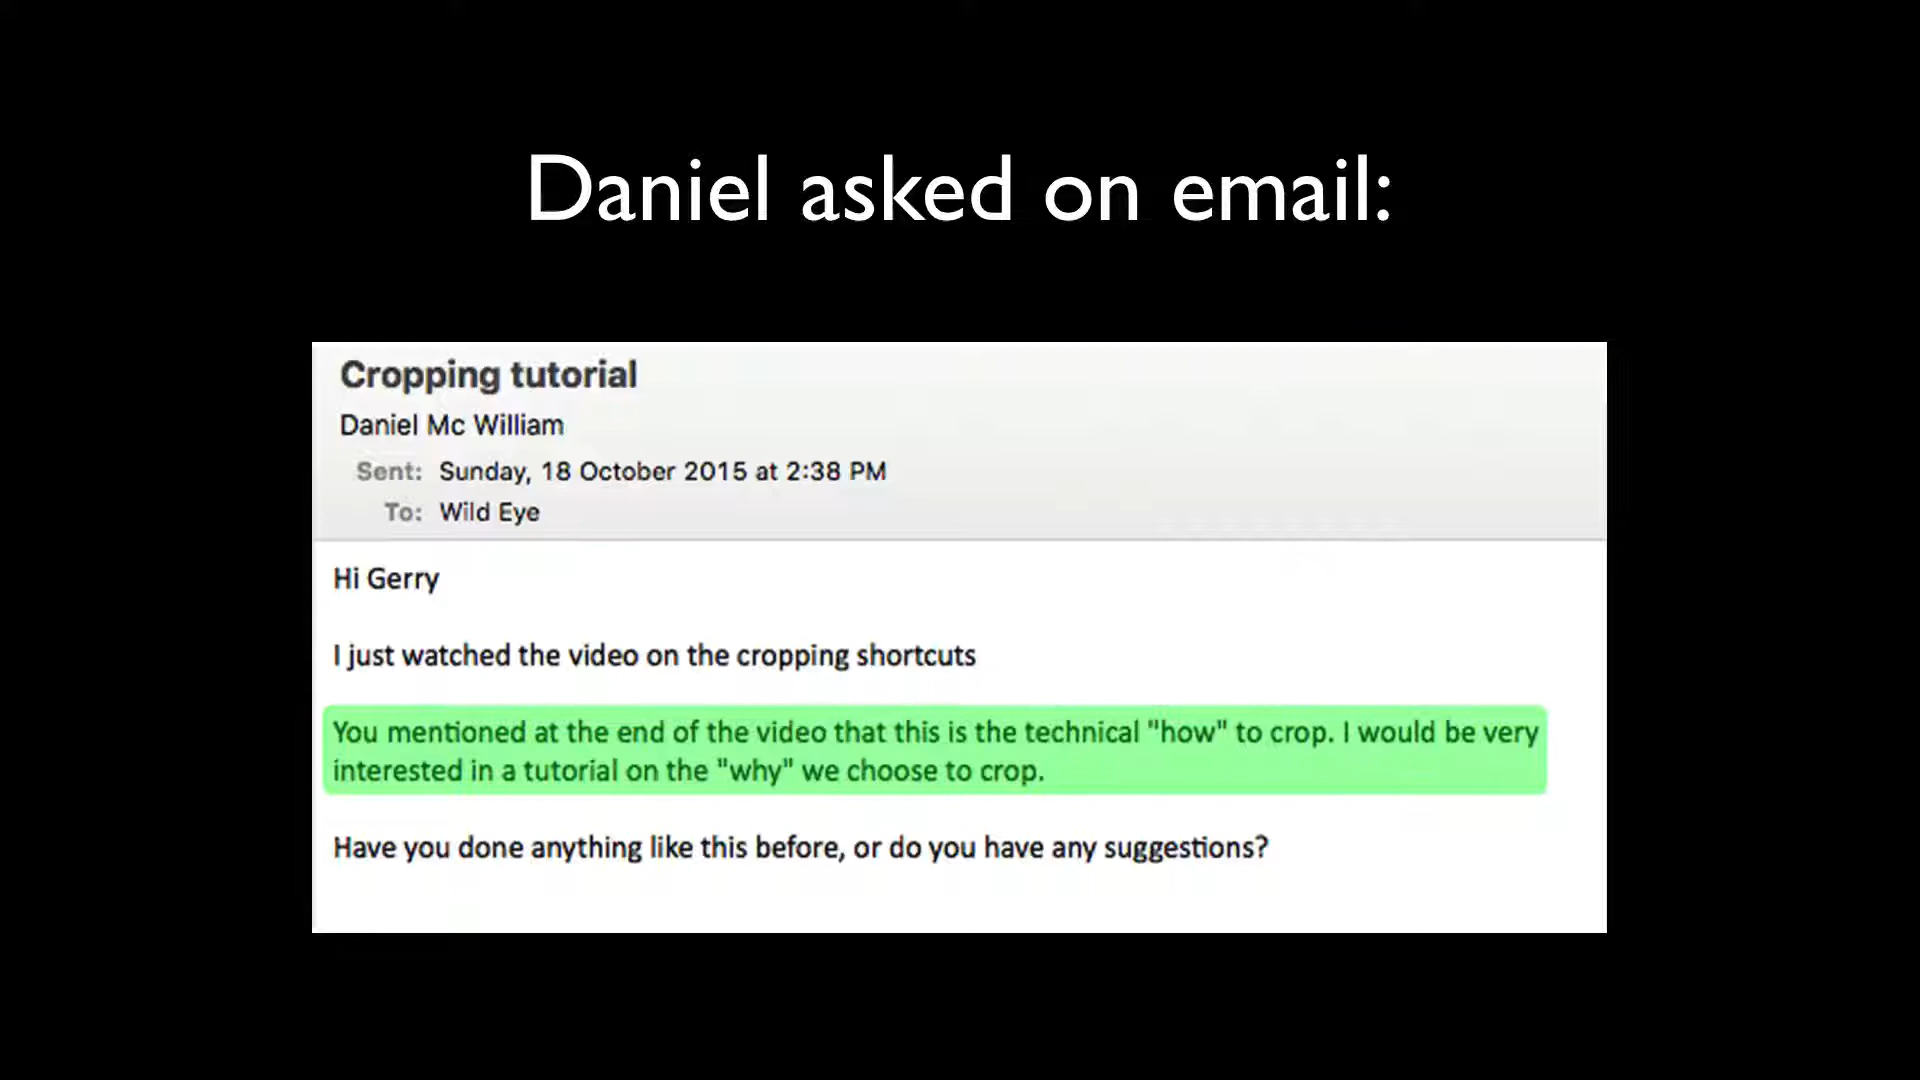 Daniel asked on email:
Cropping tutorial
Daniel Mc William
Sent: Sunday, 18 October 2015 at 2:38 PM
To: Wild Eye
Hi Gerry
I just watched the video on the cropping shortcuts
You mentioned at the end of the video that this is the technical "how" to crop. I would be very
interested in a tutorial on the "why" we choose to crop.
Have you done anything like this before, or do you have any suggestions?